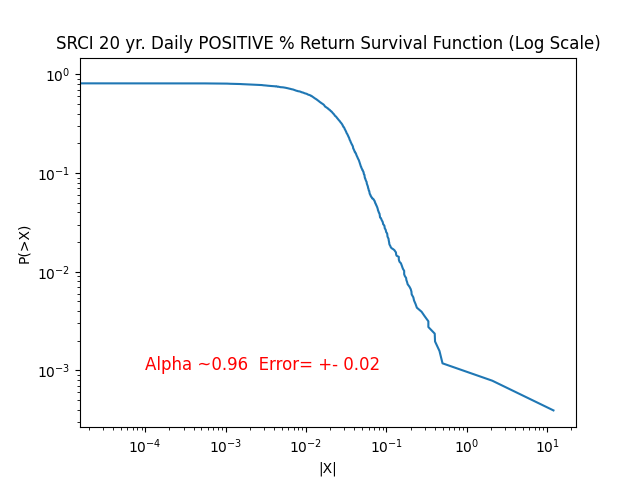 SRCI 20 yr. Daily POSITIVE % Return Survival Function (Log Scale)
10⁰
10⁻¹
10⁻²
10⁻³
P(>X)
Alpha ~0.96  Error= +- 0.02
10⁻⁴ 10⁻³ 10⁻² 10⁻¹ 10⁰ 10¹
|X|